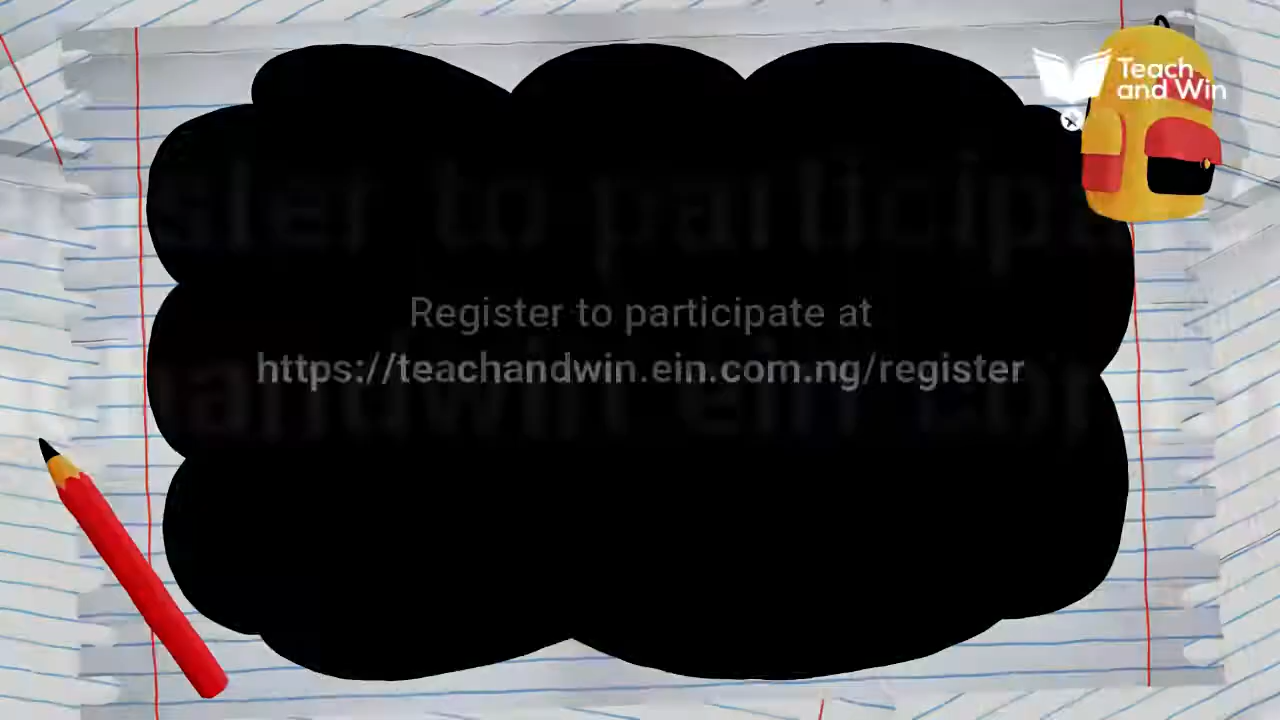 Teach
and Win
Register to participate at
https://teachandwin.ein.com.ng/register